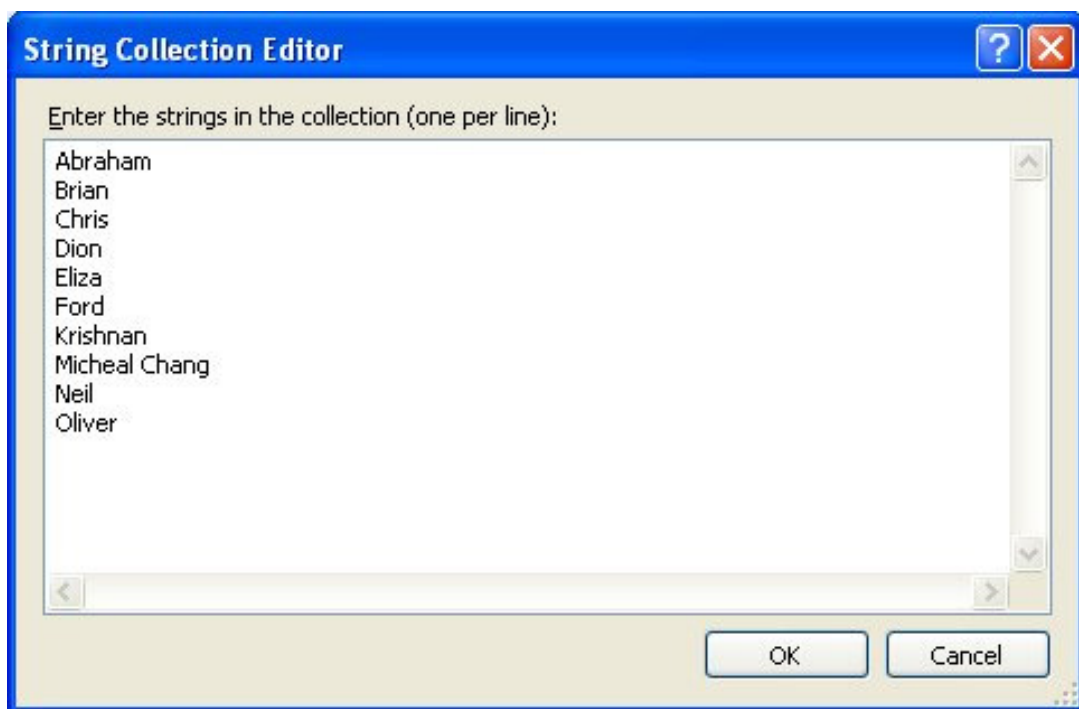 String Collection Editor
Enter the strings in the collection (one per line):
Abraham
Brian
Chris
Dion
Eliza
Ford
Krishnan
Micheal Chang
Neil
Oliver
OK
Cancel